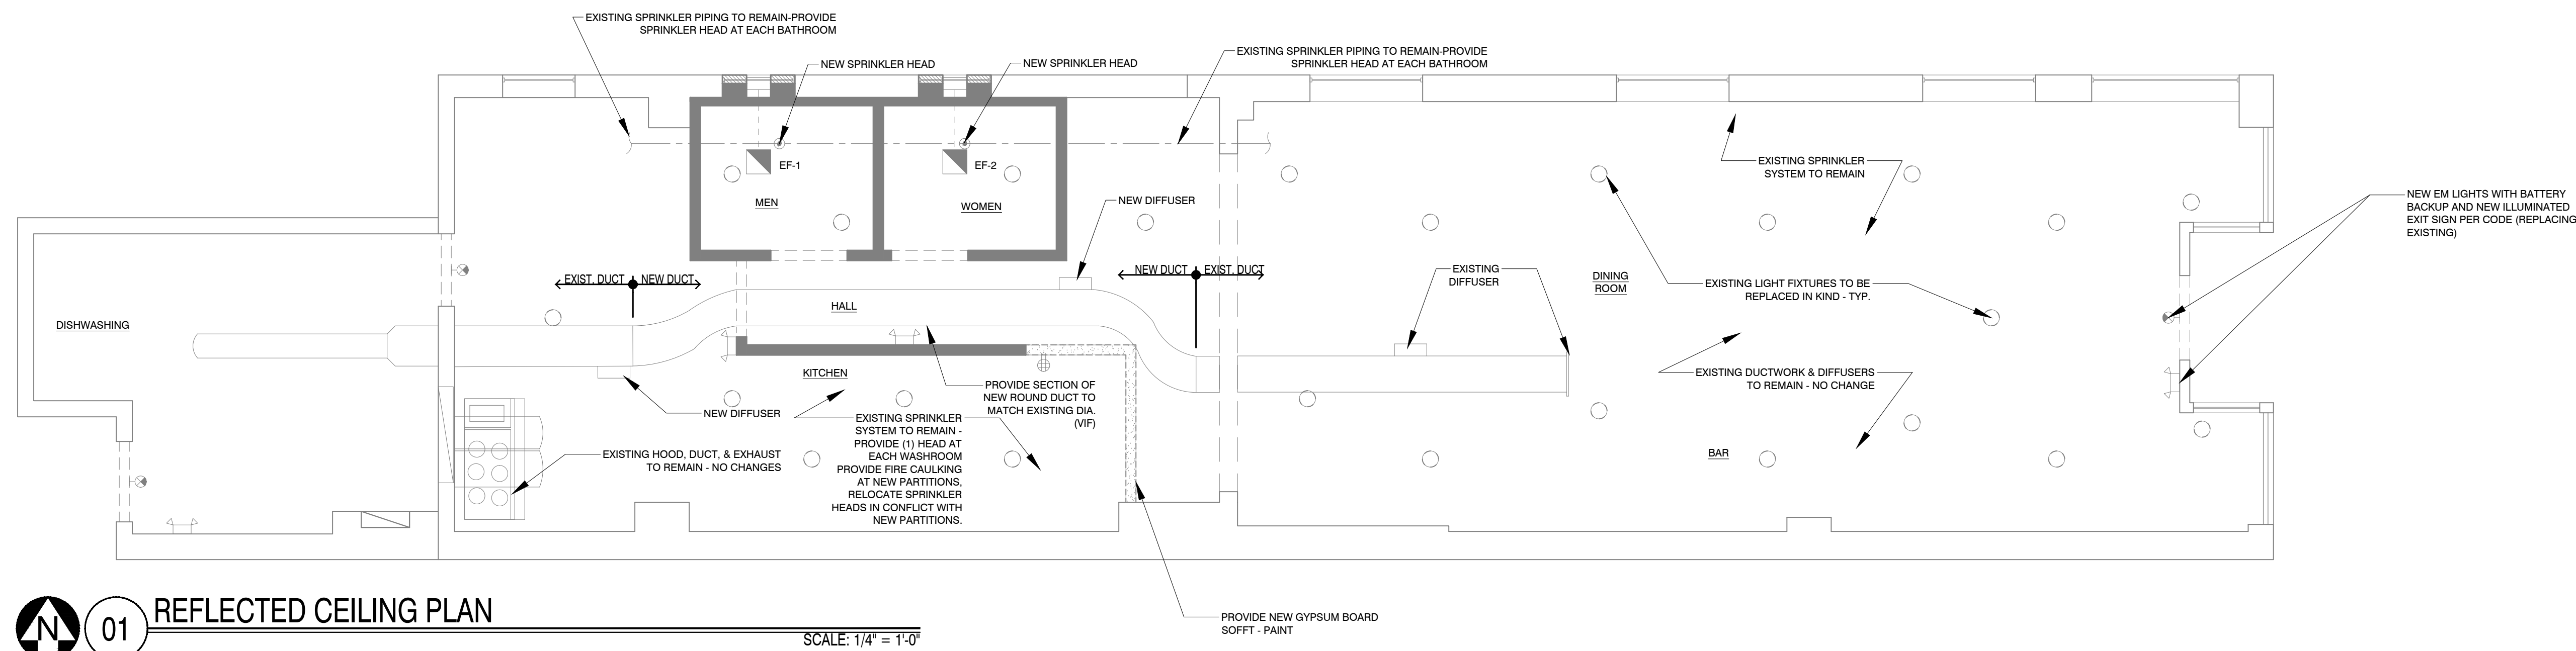 EXISTING SPRINKLER PIPING TO REMAIN-PROVIDE
SPRINKLER HEAD AT EACH BATHROOM
NEW SPRINKLER HEAD
NEW SPRINKLER HEAD
EXISTING SPRINKLER PIPING TO REMAIN-PROVIDE
SPRINKLER HEAD AT EACH BATHROOM
EF-1
EF-2
MEN
WOMEN
NEW DIFFUSER
EXISTING SPRINKLER
SYSTEM TO REMAIN
NEW EM LIGHTS WITH BATTERY
BACKUP AND NEW ILLUMINATED
EXIT SIGN PER CODE (REPLACING
EXISTING)
EXIST. DUCT
NEW DUCT
NEW DUCT
EXIST. DUCT
EXISTING
DIFFUSER
DINING
ROOM
EXISTING LIGHT FIXTURES TO BE
REPLACED IN KIND - TYP.
HALL
DISHWASHING
KITCHEN
EXISTING DUCTWORK & DIFFUSERS
TO REMAIN - NO CHANGE
PROVIDE SECTION OF
NEW ROUND DUCT TO
MATCH EXISTING DIA.
(VIF)
NEW DIFFUSER
EXISTING SPRINKLER
SYSTEM TO REMAIN -
PROVIDE (1) HEAD AT
EACH WASHROOM
PROVIDE FIRE CAULKING
AT NEW PARTITIONS,
RELOCATE SPRINKLER
HEADS IN CONFLICT WITH
NEW PARTITIONS.
EXISTING HOOD, DUCT, & EXHAUST
TO REMAIN - NO CHANGES
BAR
PROVIDE NEW GYPSUM BOARD
SOFFT - PAINT
N
01
REFLECTED CEILING PLAN
SCALE: 1/4" = 1'-0"